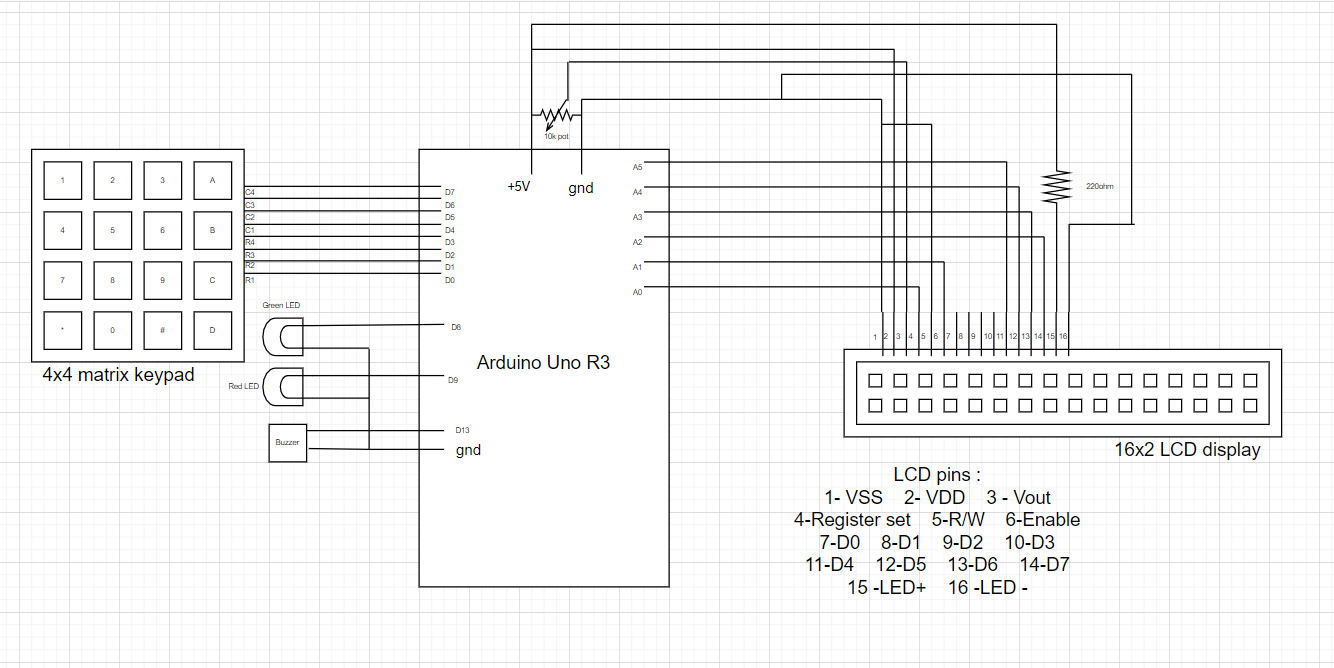 10k pot
+5V gnd
1 2 3 A
4 5 6 B
7 8 9 C
* 0 # D
4x4 matrix keypad
C4
C3
C2
C1
R4
R3
R2
R1
D7
D6
D5
D4
D3
D2
D1
D0
Green LED
D8
Red LED
D9
Buzzer
D13
gnd
Arduino Uno R3
A5
A4
A3
A2
A1
A0
220ohm
1 2 3 4 5 6 7 8 9 10 11 12 13 14 15 16
16x2 LCD display
LCD pins :
1- VSS 2- VDD 3 - Vout
4-Register set 5-R/W 6-Enable
7-D0 8-D1 9-D2 10-D3
11-D4 12-D5 13-D6 14-D7
15 -LED+ 16 -LED -